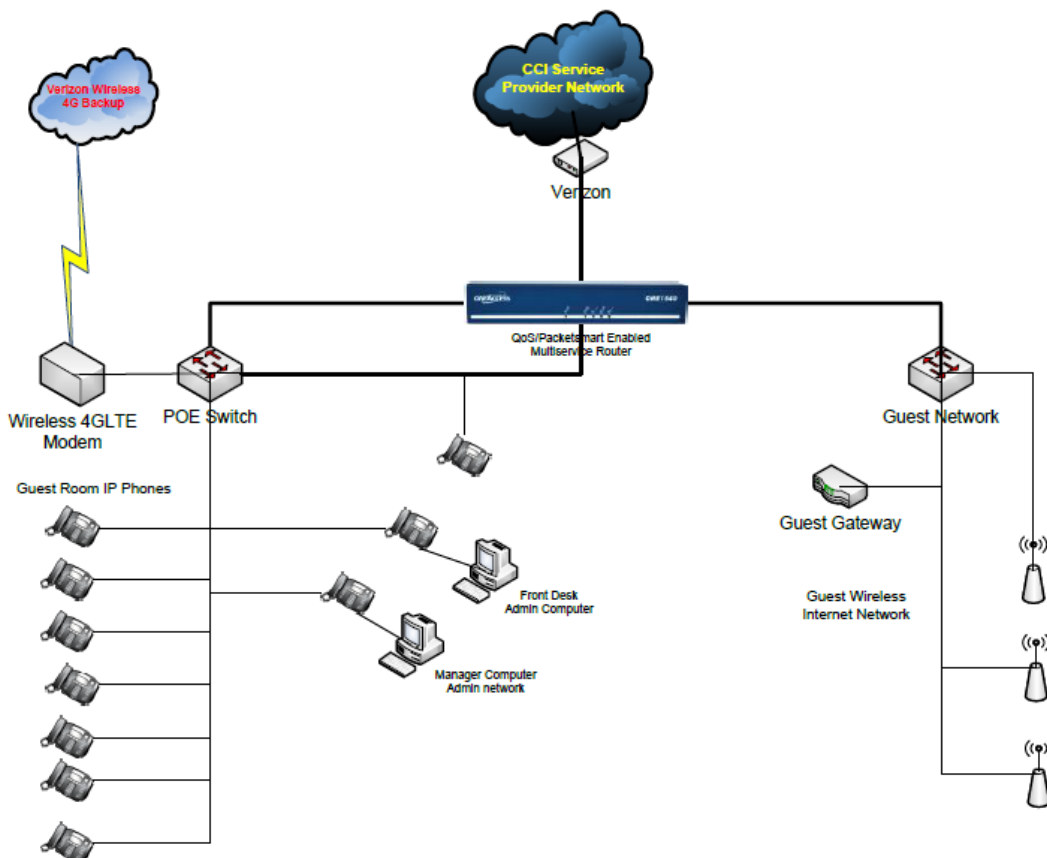 Verizon Wireless
4G Backup
CCI Service
Provider Network
Verizon
QoS/Packetsmart Enabled
Multiservice Router
Wireless 4GLTE
Modem
POE Switch
Guest Network
Guest Room IP Phones
Guest Gateway
Front Desk
Admin Computer
Guest Wireless
Internet Network
Manager Computer
Admin network